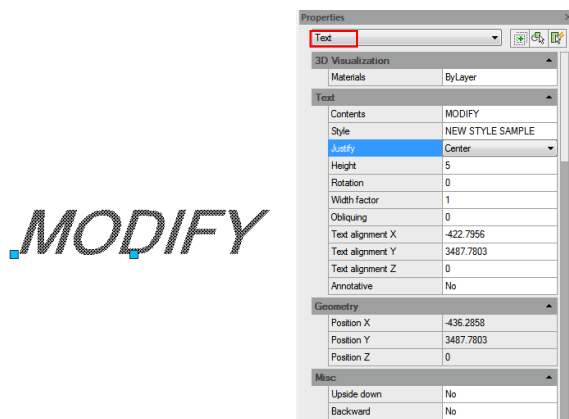 Properties
Text
3D Visualization
Materials ByLayer
Text
Contents MODIFY
Style NEW STYLE SAMPLE
Justify Center
Height 5
Rotation 0
Width factor 1
Obliquing 0
Text alignment X -422.7956
Text alignment Y 3487.7803
Text alignment Z 0
Annotative No
Geometry
Position X -436.2858
Position Y 3487.7803
Position Z 0
Misc
Upside down No
Backward No
MODIFY